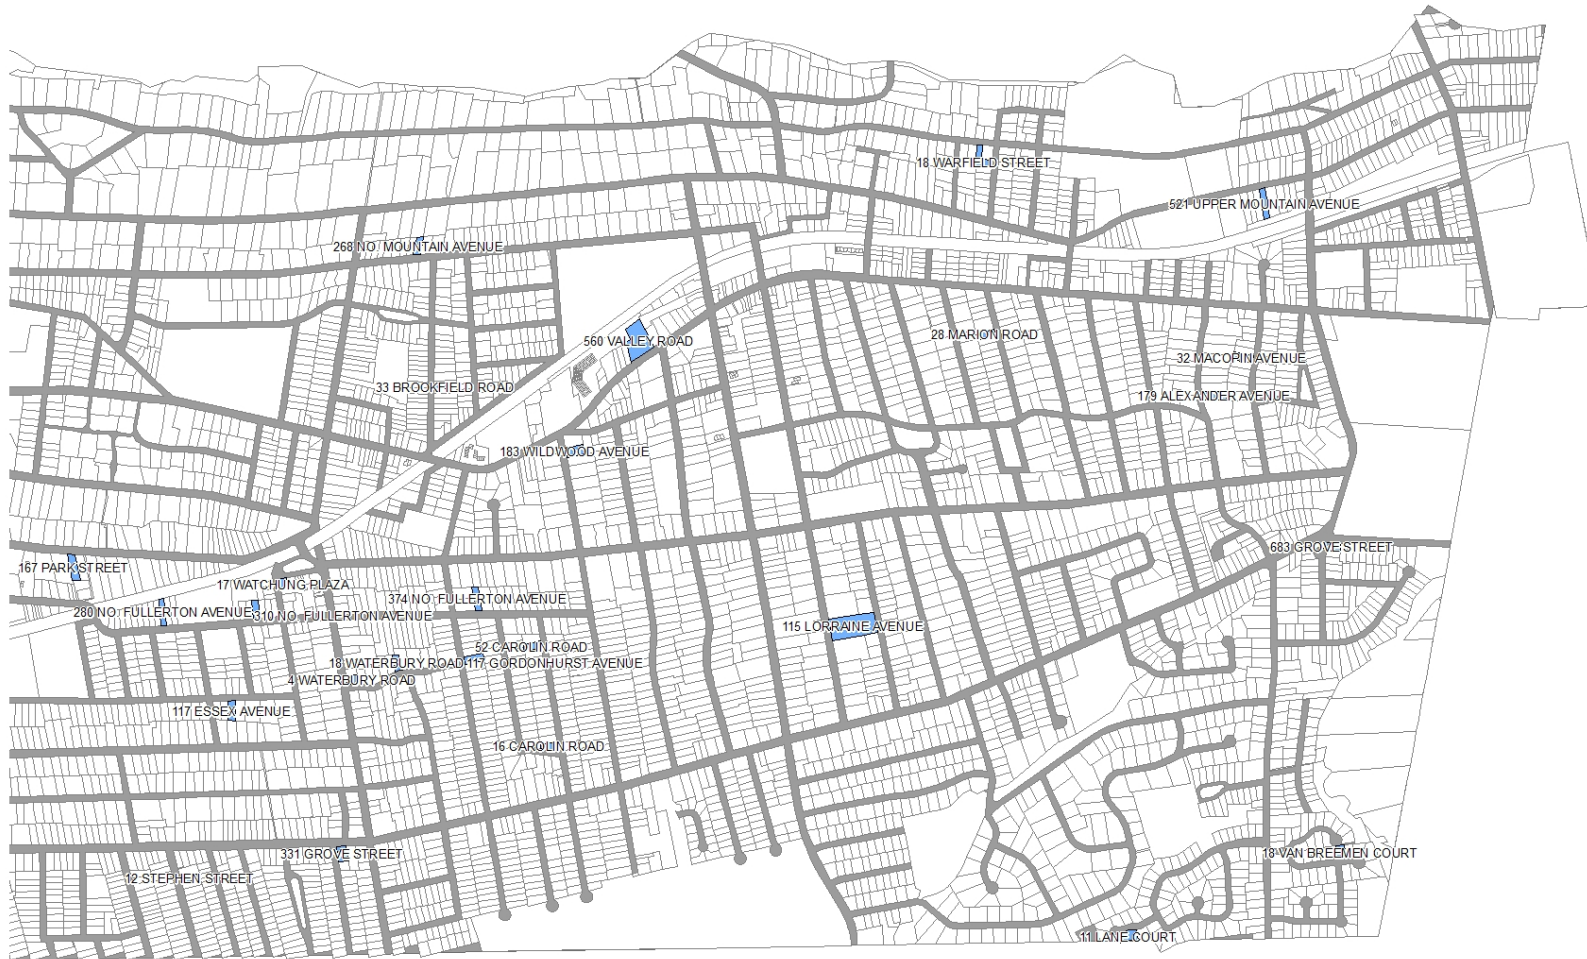 18 WARFIELD STREET
521 UPPER MOUNTAIN AVENUE
268 NO. MOUNTAIN AVENUE
28 MARION ROAD
560 VALLEY ROAD
32 MACOPIN AVENUE
33 BROOKFIELD ROAD
179 ALEXANDER AVENUE
183 WILDWOOD AVENUE
683 GROVE STREET
167 PARK STREET
17 WATCHUNG PLAZA
374 NO. FULLERTON AVENUE
280 NO. FULLERTON AVENUE
310 NO. FULLERTON AVENUE
115 LORRAINE AVENUE
52 CAROLIN ROAD
18 WATERBURY ROAD
117 GORDONHURST AVENUE
4 WATERBURY ROAD
117 ESSEX AVENUE
16 CAROLIN ROAD
331 GROVE STREET
18 VAN BREEMEN COURT
12 STEPHEN STREET
11 LANE COURT